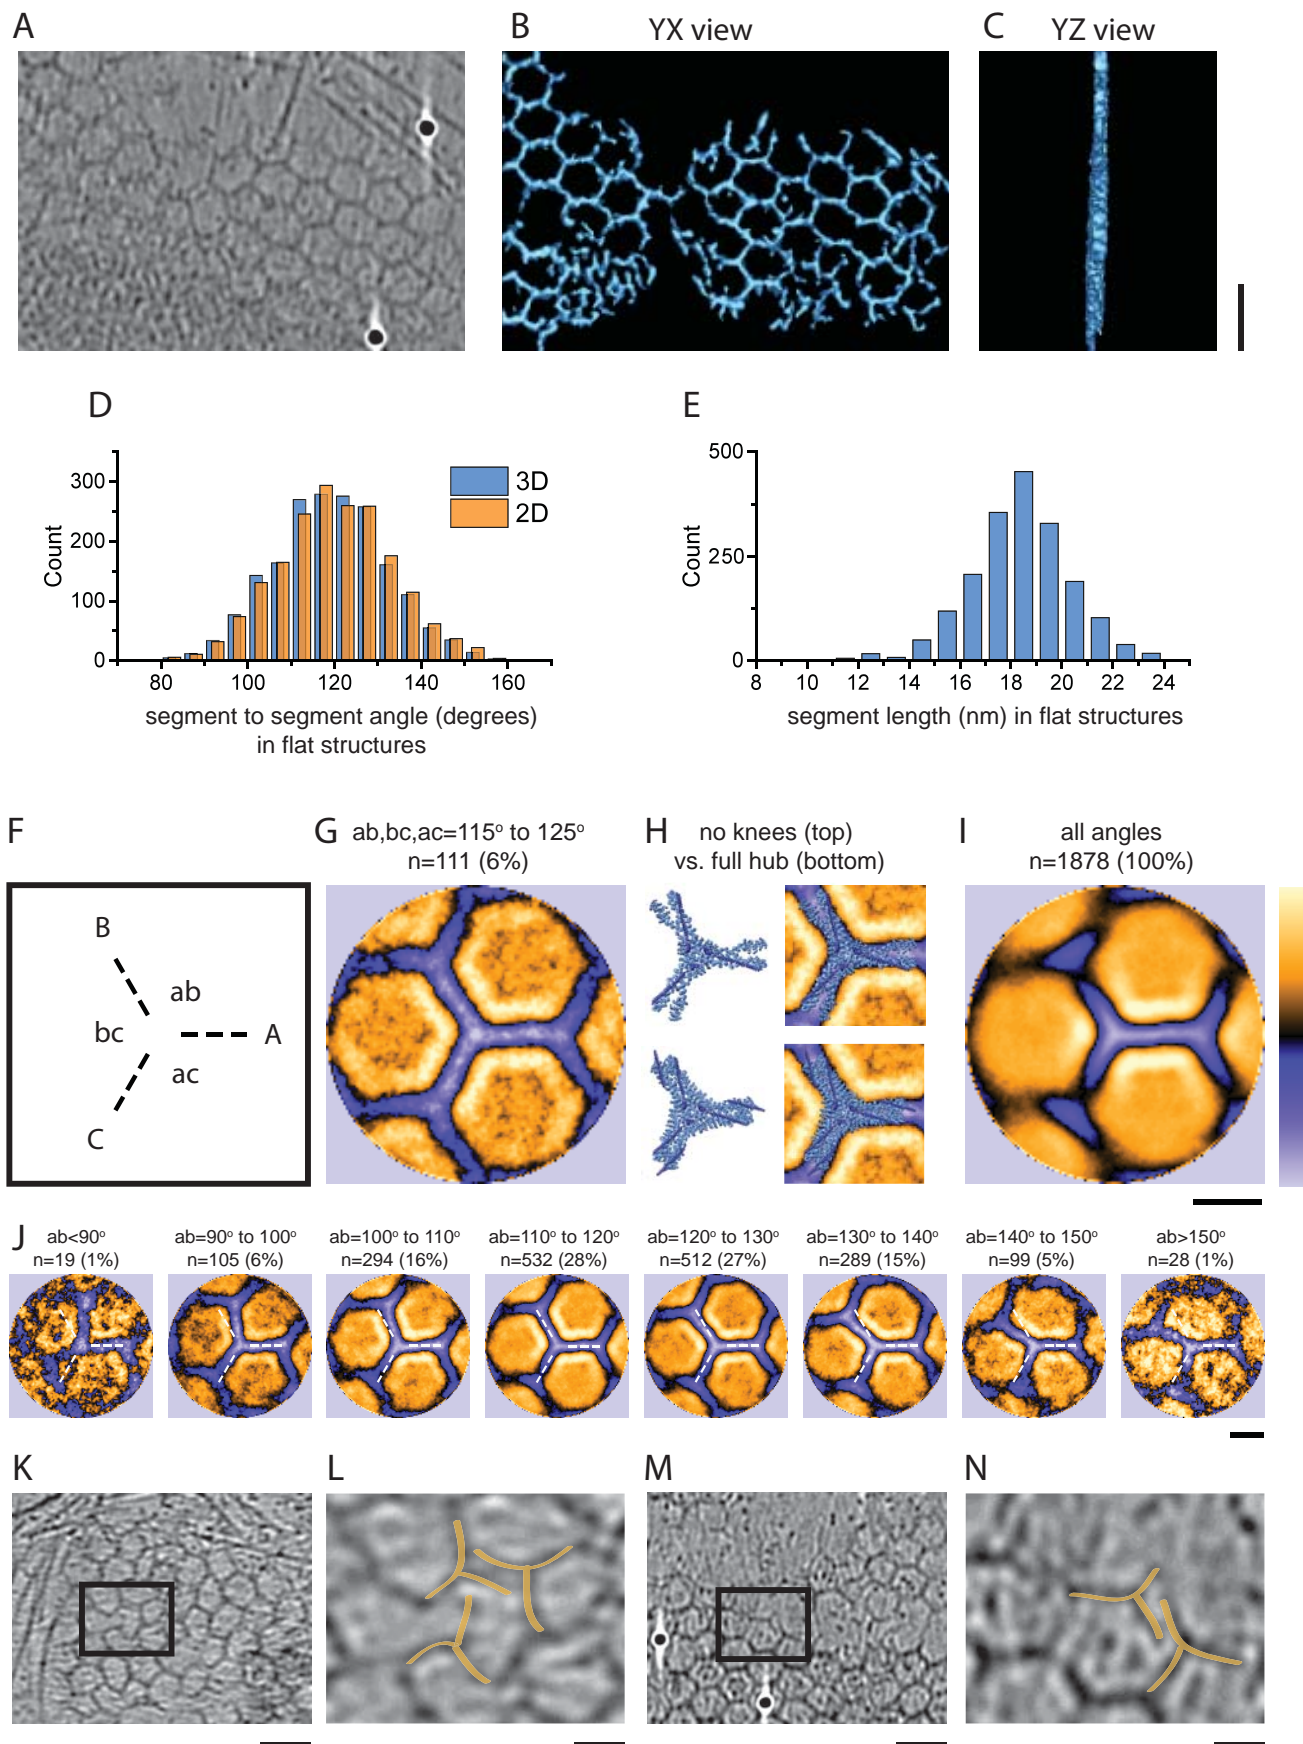 A
B
YX view
C
YZ view
D
300
200
100
0
Count
80
100
120
140
160
3D
2D
segment to segment angle (degrees)
in flat structures
E
500
250
0
Count
8
10
12
14
16
18
20
22
24
segment length (nm) in flat structures
F
B
ab
bc
A
ac
C
G
ab,bc,ac=115° to 125°
n=111 (6%)
H
no knees (top)
vs. full hub (bottom)
I
all angles
n=1878 (100%)
J
ab<90°
n=19 (1%)
ab=90° to 100°
n=105 (6%)
ab=100° to 110°
n=294 (16%)
ab=110° to 120°
n=532 (28%)
ab=120° to 130°
n=512 (27%)
ab=130° to 140°
n=289 (15%)
ab=140° to 150°
n=99 (5%)
ab>150°
n=28 (1%)
K
L
M
N